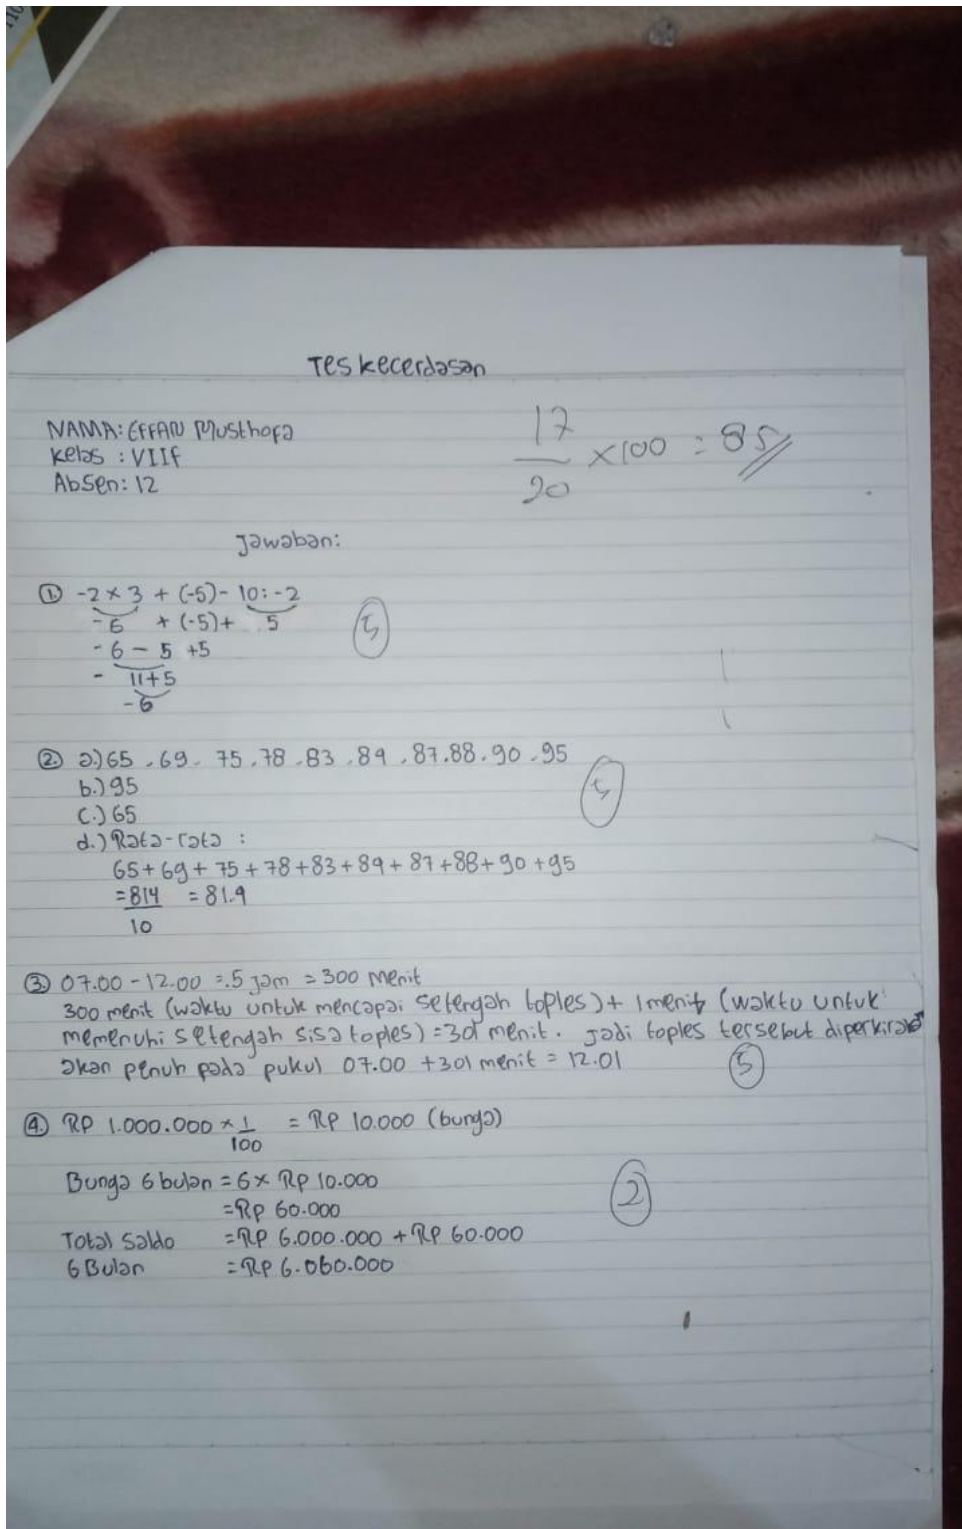 Tes kecerdasan
NAMA: EFFAN Musthofa
Kelas : VIIf
Absen: 12
17
20
×100 = 85
Jawaban:
① -2 × 3 + (-5) - 10 : -2
-6 + (-5) + 5
- 6 - 5 + 5
- 11 + 5
-6
5
② a.) 65 . 69 . 75 . 78 . 83 . 84 . 87 . 88 . 90 . 95
b.) 95
c.) 65
d.) Rata-rata :
65 + 69 + 75 + 78 + 83 + 84 + 87 + 88 + 90 + 95
= 814 = 81.4
10
5
③ 07.00 - 12.00 = 5 jam = 300 menit
300 menit (waktu untuk mencapai setengah toples) + 1 menit (waktu untuk
memenuhi setengah sisa toples) = 301 menit. jadi toples tersebut diperkirakan
akan penuh pada pukul 07.00 + 301 menit = 12.01
5
④ RP 1.000.000 × 1 = RP 10.000 (bunga)
100
Bunga 6 bulan = 6 × Rp 10.000
= Rp 60.000
Total Saldo = RP 6.000.000 + RP 60.000
6 Bulan = RP 6.060.000
2